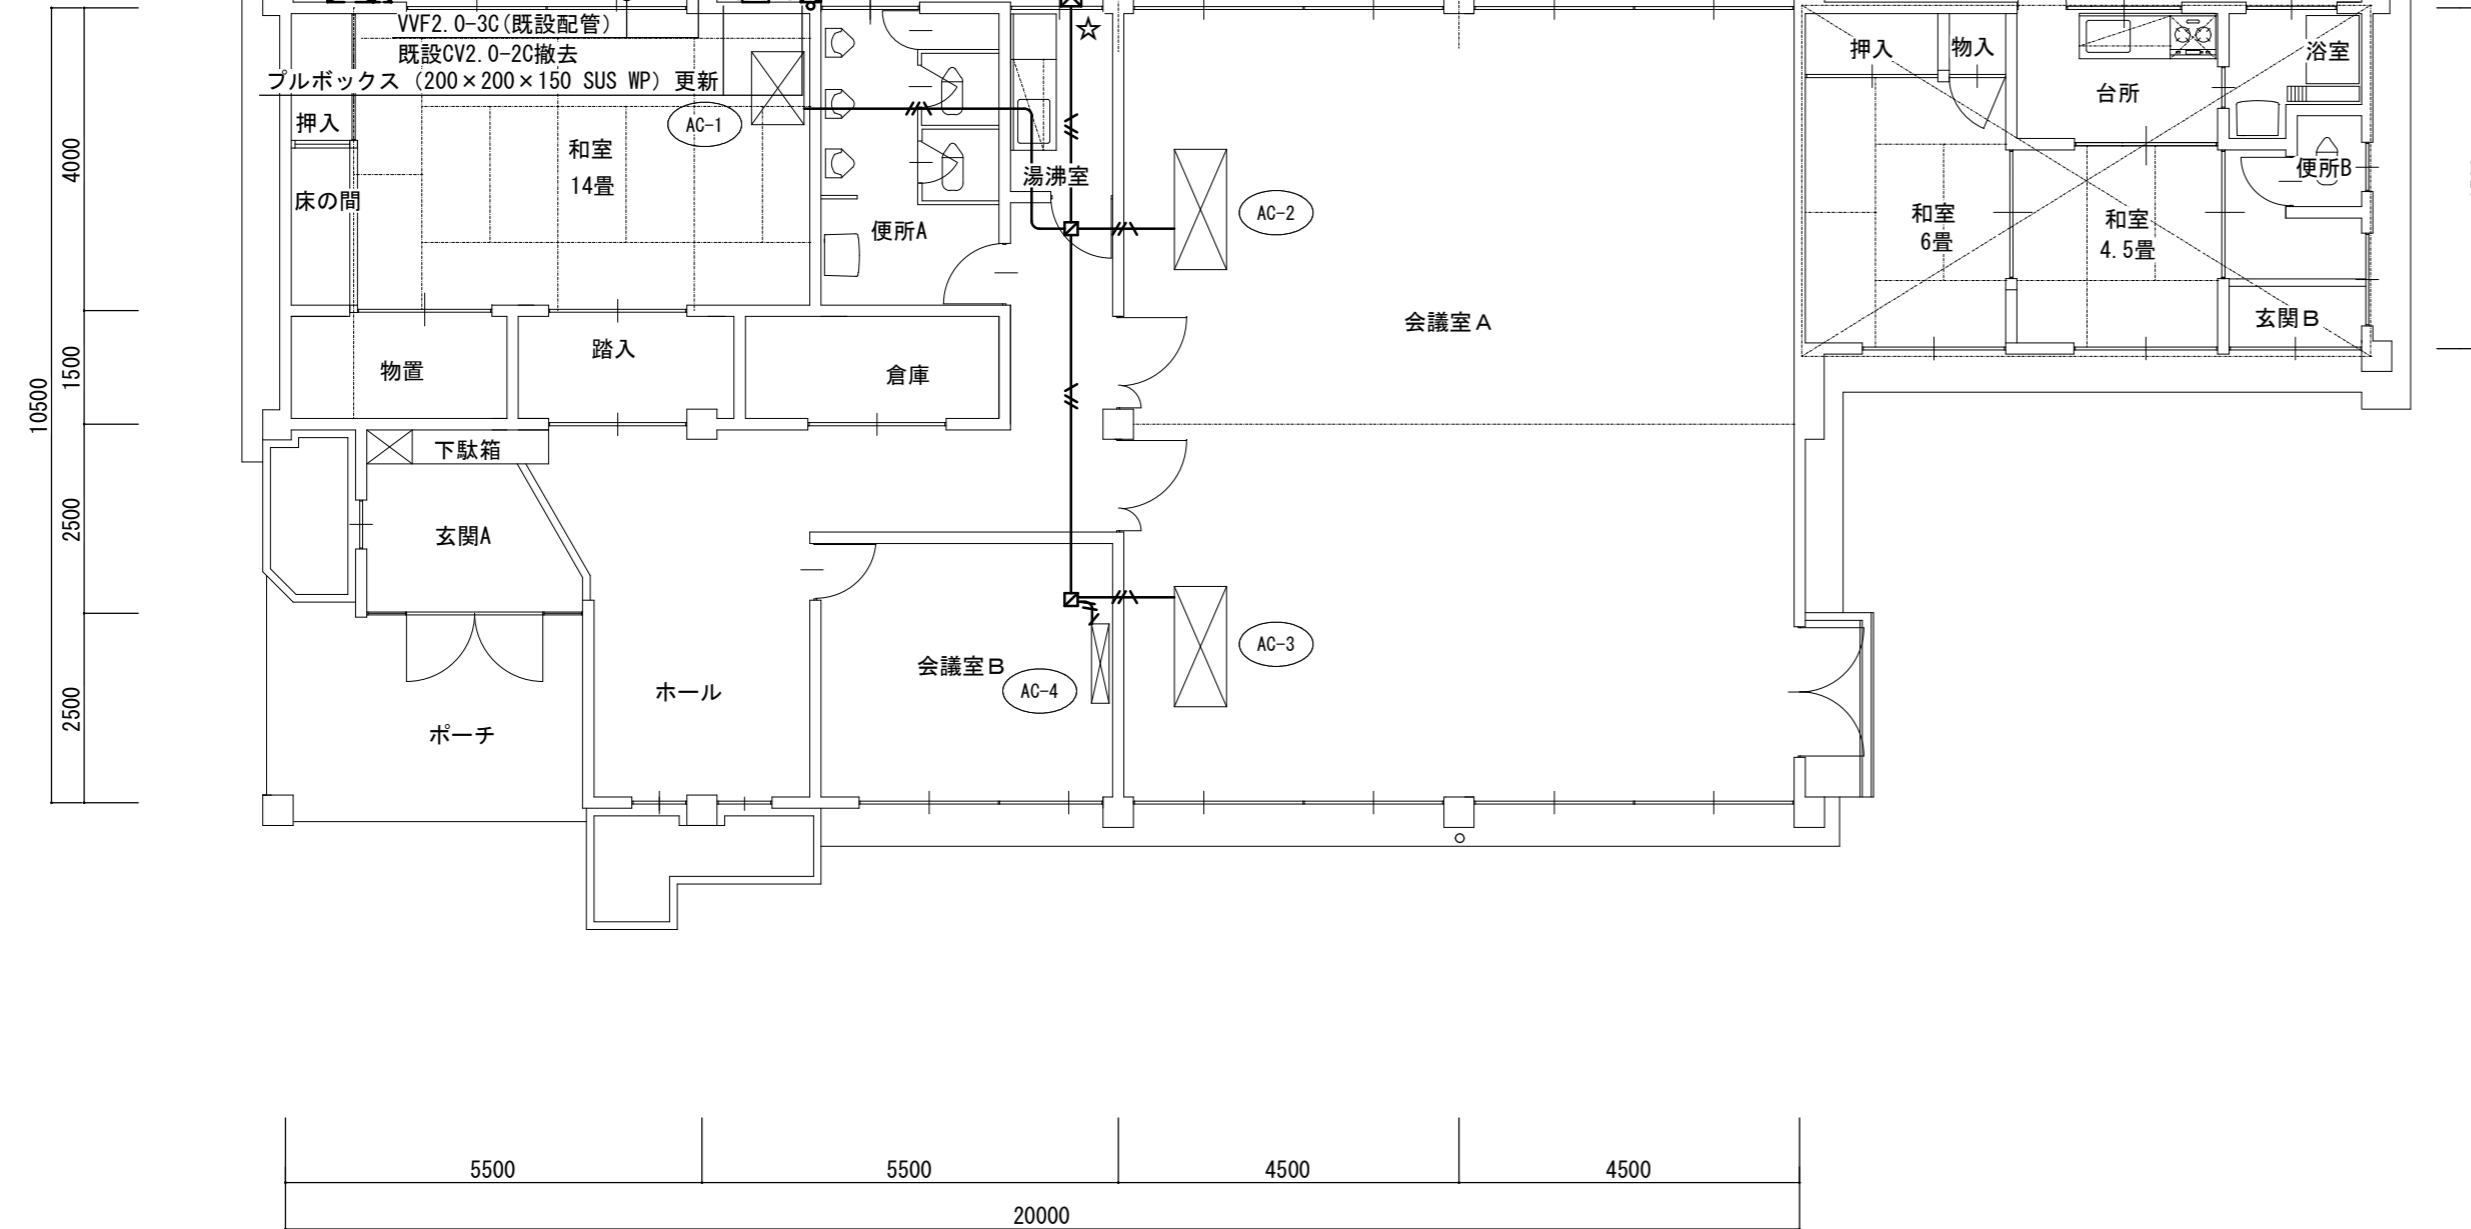 VVF2.0-3C(既設配管)
既設CV2.0-2C撤去
プルボックス (200×200×150 SUS WP) 更新
☆
押入
物入
浴室
台所
押入
AC-1
和室
14畳
4000
湯沸室
便所B
床の間
便所A
AC-2
和室
6畳
和室
4.5畳
会議室A
玄関B
物置
踏入
倉庫
1500
10500
下駄箱
2500
玄関A
会議室B
AC-3
AC-4
ホール
2500
ポーチ
5500
5500
4500
4500
20000